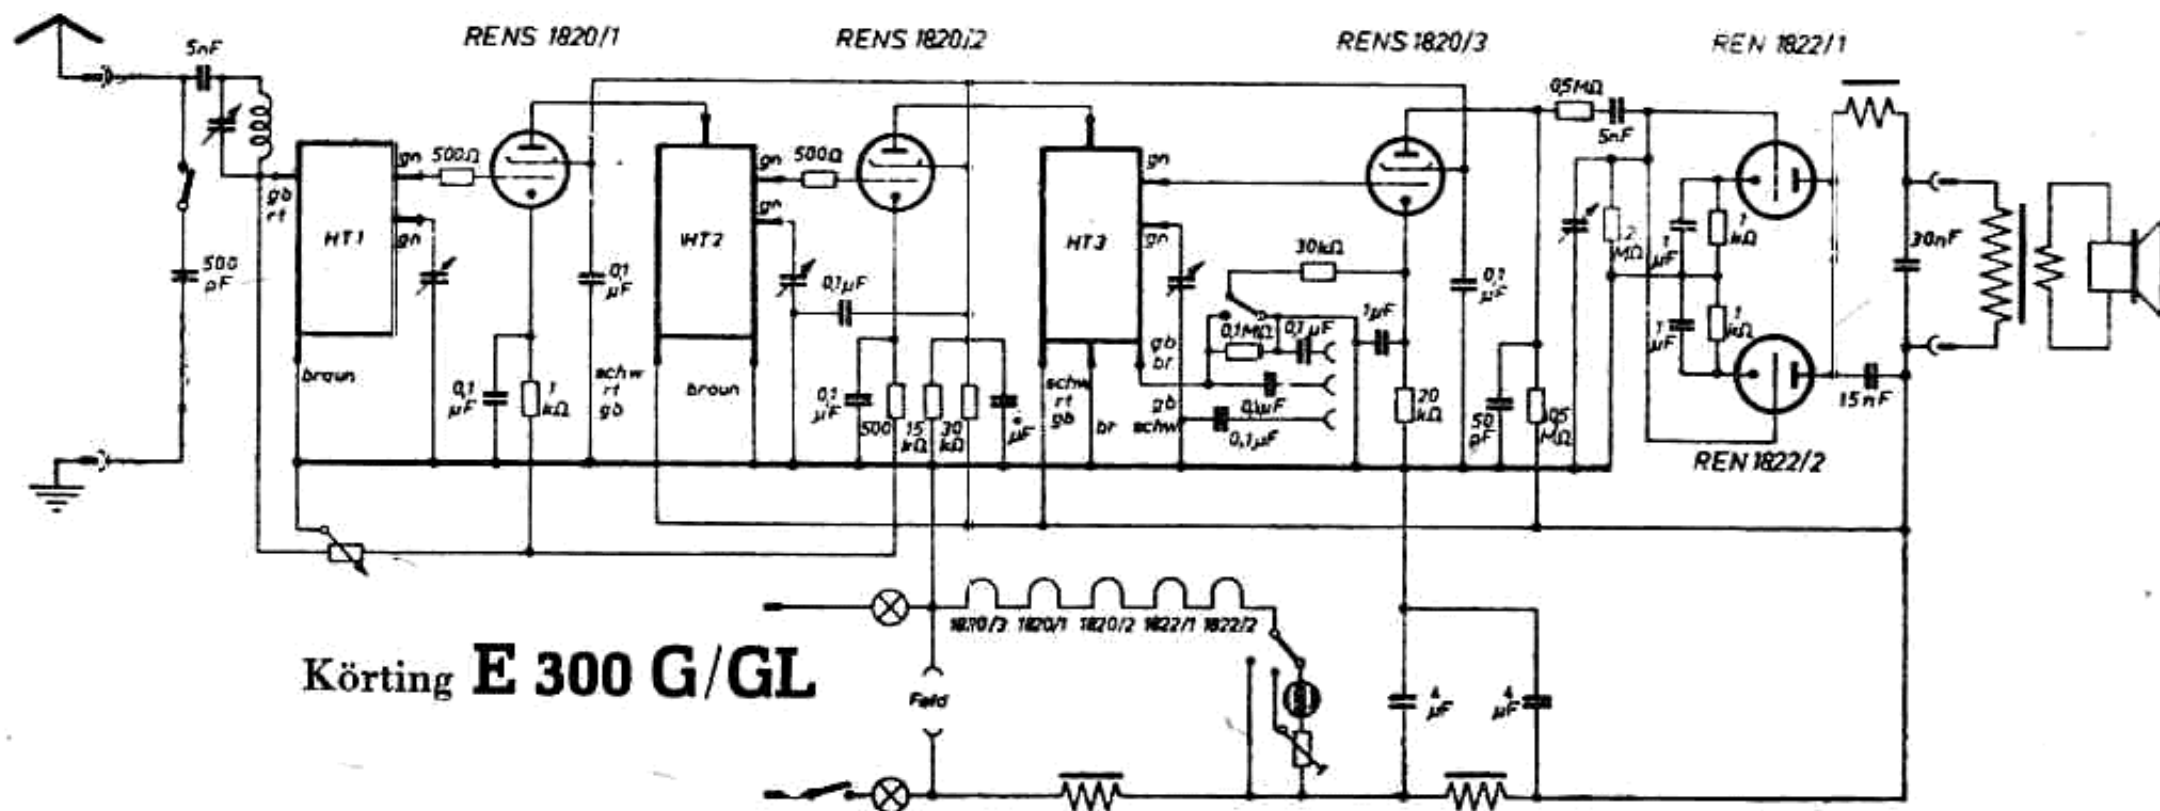 RENS 1820/1
RENS 1820/2
RENS 1820/3
REN 1822/1
5nF
0,5MΩ
5nF
gn
500Ω
gn
500Ω
gn
gb
rt
HT1
gn
gn
HT2
HT3
gn
30kΩ
2
MΩ
1
µF
1
kΩ
30nF
500
pF
0,1
µF
0,1µF
0,1
µF
0,1MΩ
0,1µF
1µF
1
µF
1
kΩ
braun
schw
rt
gb
braun
gb
br
schw
rt
gb
br
gb
schw
0,1µF
0,1µF
0,1
µF
1
kΩ
0,1
µF
500
15
kΩ
30
kΩ
µF
20
kΩ
50
pF
0,5
MΩ
15nF
REN 1822/2
1820/3
1820/1
1820/2
1822/1
1822/2
Körting E 300 G/GL
Feld
4
µF
4
µF